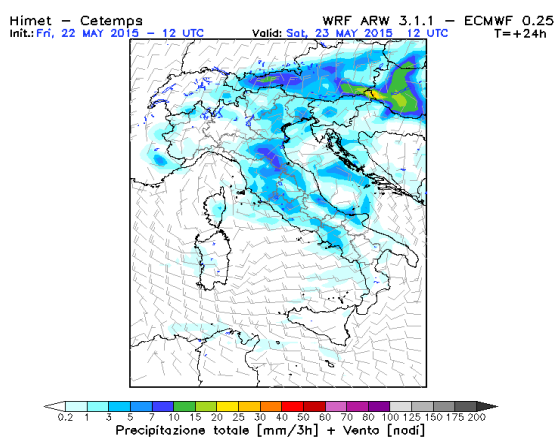 Himet – Cetemps WRF ARW 3.1.1 – ECMWF 0.25
Init.: Fri, 22 MAY 2015 – 12 UTC Valid: Sat, 23 MAY 2015 12 UTC T=+24h
0.2 1 3 5 7 10 15 20 25 30 40 50 60 70 80 100 125 150 175 200
Precipitazione totale [mm/3h] + Vento [nodi]